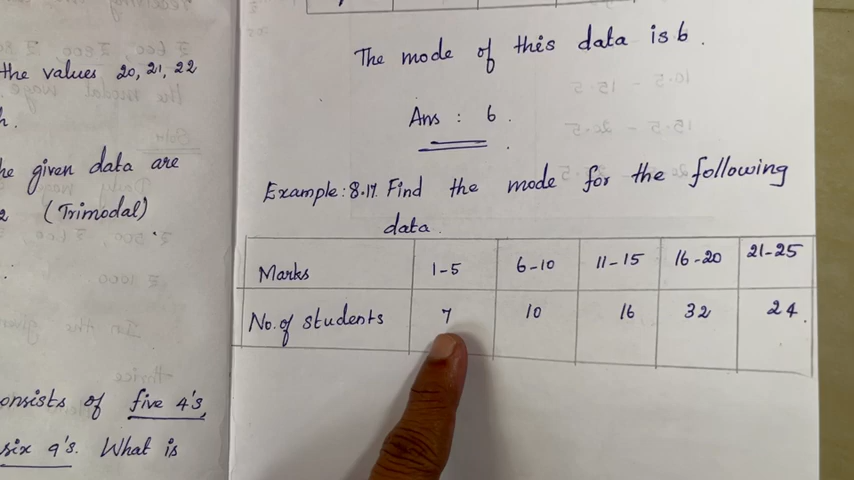 the values 20, 21, 22
h.
he given data are
2 (Trimodal)
onsists of five 4's,
six 9's. What is
The mode of this data is 6.
Ans : 6.
Example: 8.17. Find the mode for the following
data.
Marks 1-5 6-10 11-15 16-20 21-25
No. of students 7 10 16 32 24.